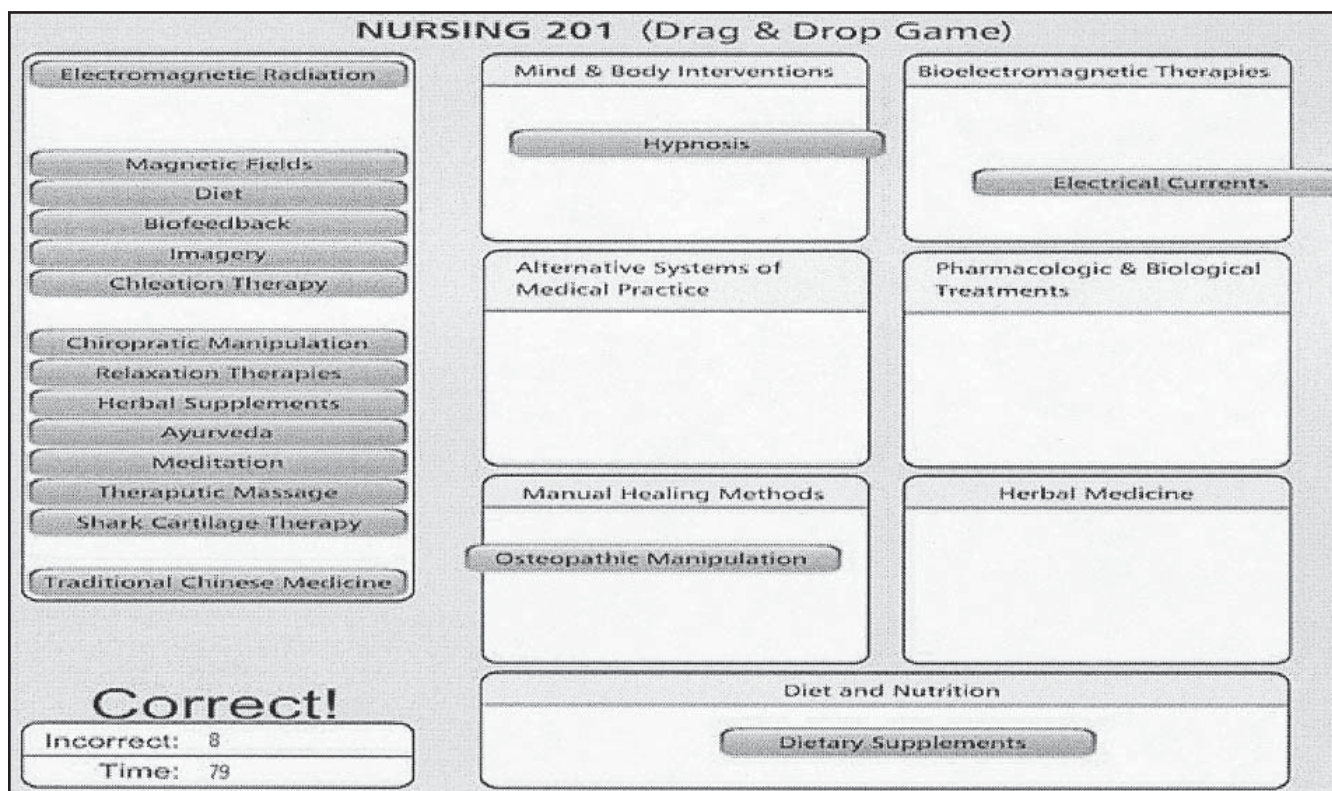 NURSING 201 (Drag & Drop Game)
Electromagnetic Radiation
Magnetic Fields
Diet
Biofeedback
Imagery
Chleation Therapy
Chiropratic Manipulation
Relaxation Therapies
Herbal Supplements
Ayurveda
Meditation
Theraputic Massage
Shark Cartilage Therapy
Traditional Chinese Medicine
Correct!
Incorrect: 8
Time: 79
Mind & Body Interventions
Hypnosis
Bioelectromagnetic Therapies
Electrical Currents
Alternative Systems of
Medical Practice
Pharmacologic & Biological
Treatments
Manual Healing Methods
Osteopathic Manipulation
Herbal Medicine
Diet and Nutrition
Dietary Supplements